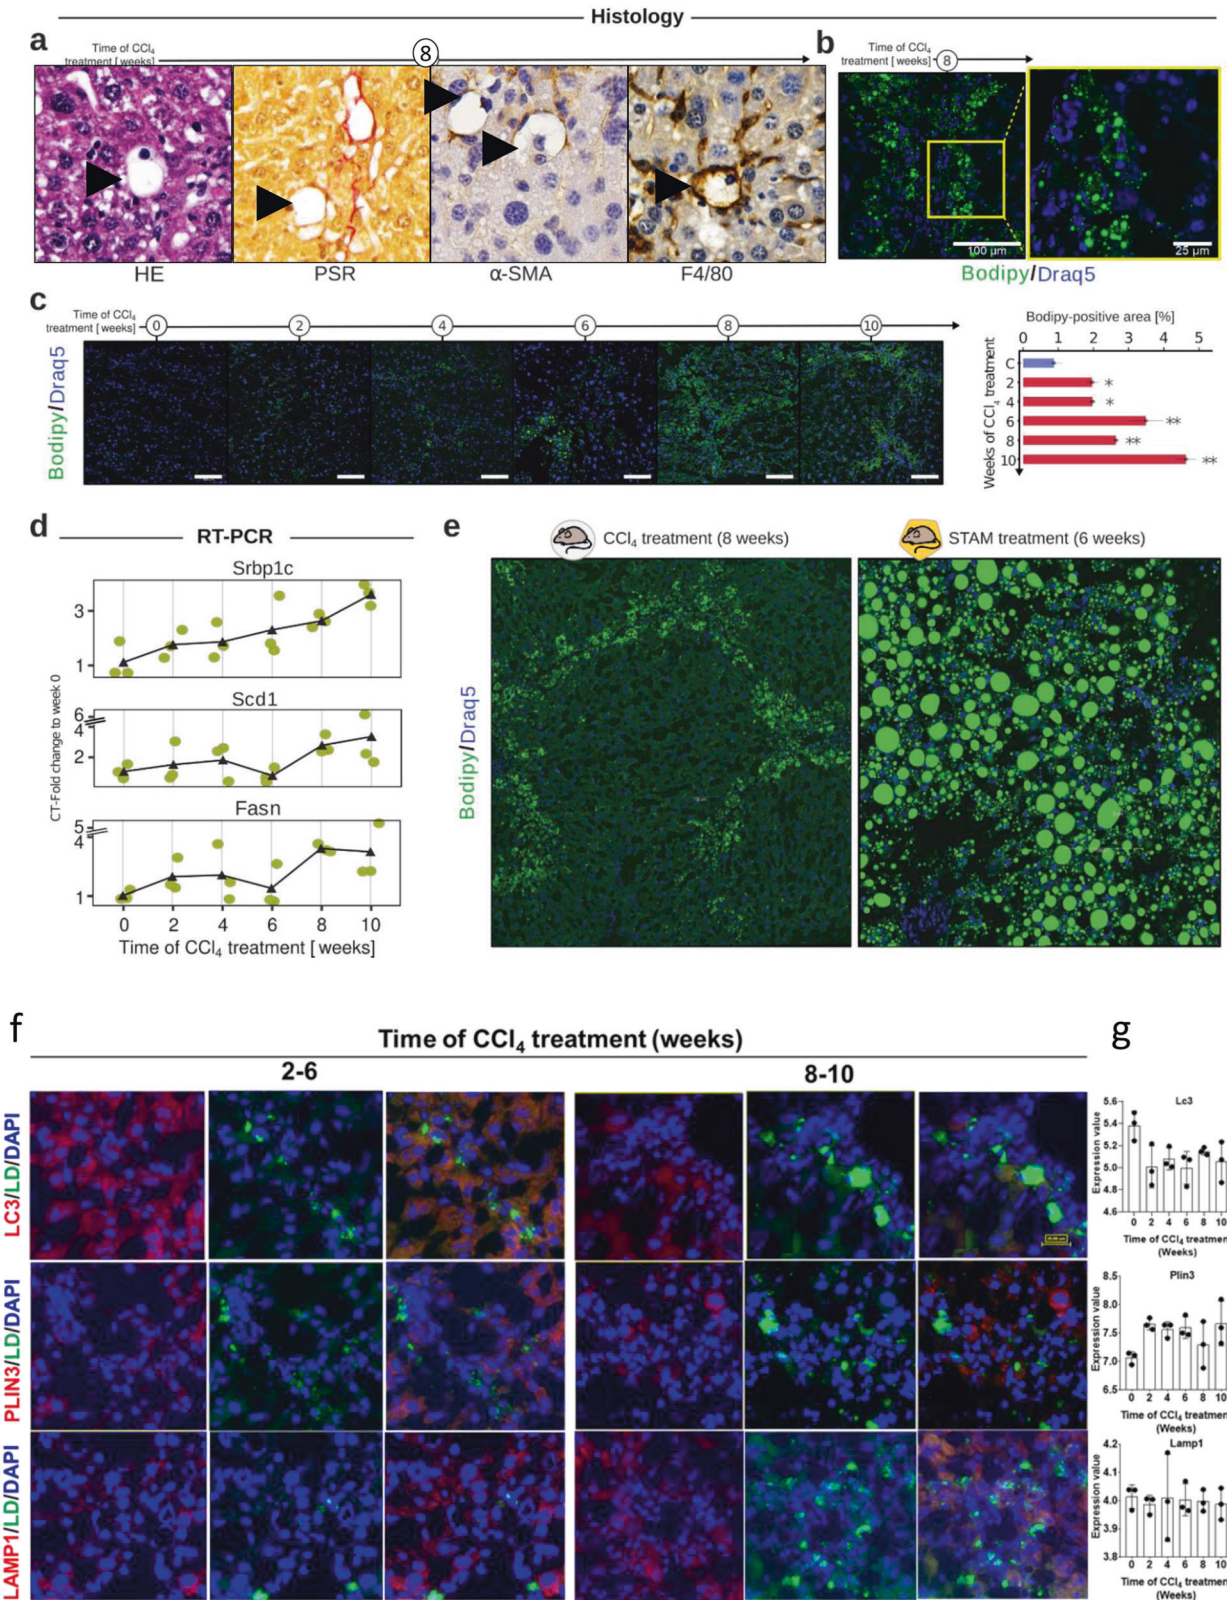 Histology
a
Time of CCl₄
treatment [weeks]
8
HE
PSR
α-SMA
F4/80
b
Time of CCl₄
treatment [weeks]
8
100 µm
25 µm
Bodipy/Draq5
c
Time of CCl₄
treatment [weeks]
0
2
4
6
8
10
Bodipy/Draq5
Bodipy-positive area [%]
0 1 2 3 4 5
Weeks of CCl₄ treatment
C
2 *
4 *
6 **
8 **
10 **
d
RT-PCR
CT-Fold change to week 0
Srbp1c
3
1
Scd1
6
4
2
Fasn
5
4
1
0 2 4 6 8 10
Time of CCl₄ treatment [weeks]
e
CCl₄ treatment (8 weeks)
STAM treatment (6 weeks)
Bodipy/Draq5
f
Time of CCl₄ treatment (weeks)
2-6
8-10
LC3/LD/DAPI
PLIN3/LD/DAPI
LAMP1/LD/DAPI
g
Lc3
Expression value
5.6
5.4
5.2
5.0
4.8
4.6
0 2 4 6 8 10
Time of CCl₄ treatmen
(Weeks)
Plin3
Expression value
8.5
8.0
7.5
7.0
6.5
0 2 4 6 8 10
Time of CCl₄ treatmen
(Weeks)
Lamp1
Expression value
4.2
4.1
4.0
3.9
3.8
0 2 4 6 8 10
Time of CCl₄ treatmen
(Weeks)